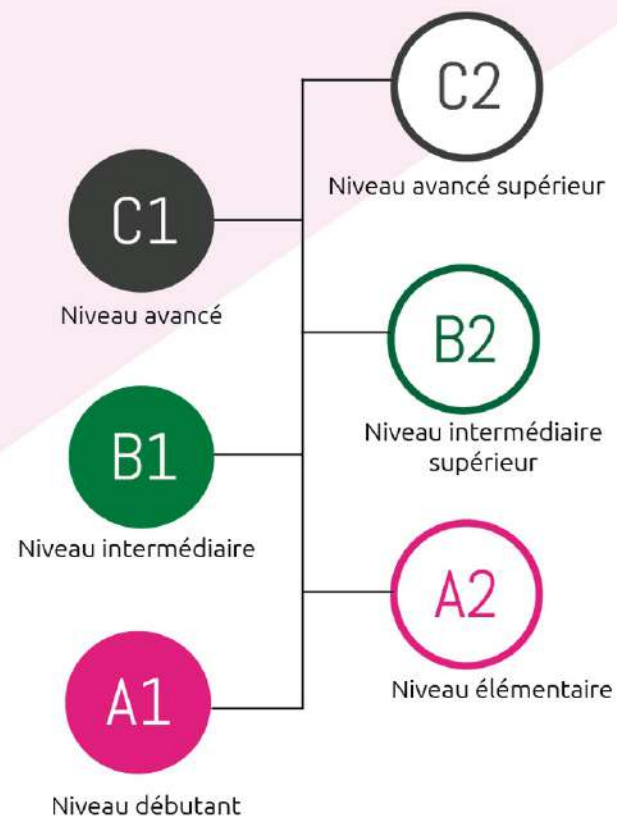 C2
Niveau avancé supérieur
C1
Niveau avancé
B2
Niveau intermédiaire
supérieur
B1
Niveau intermédiaire
A2
Niveau élémentaire
A1
Niveau débutant